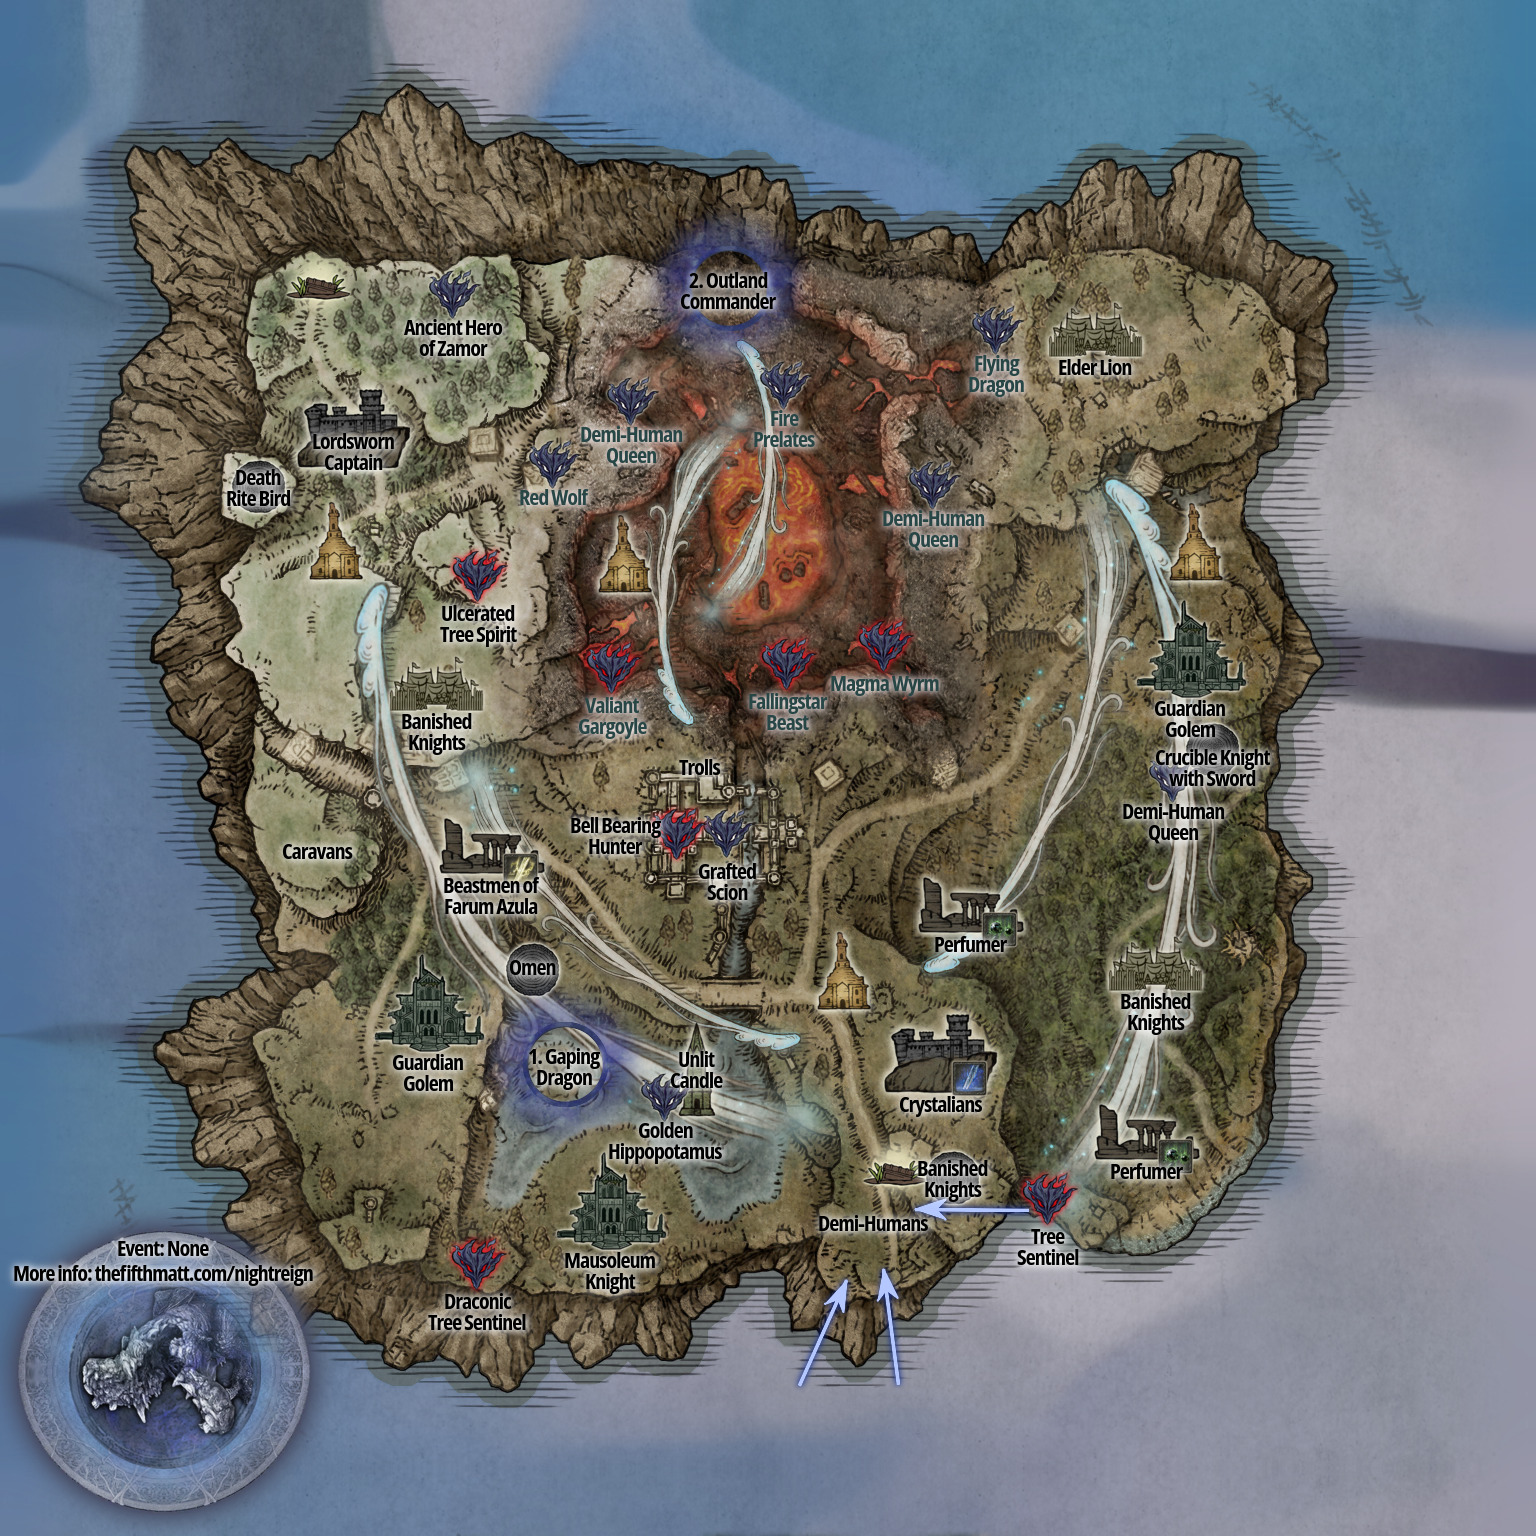 2. Outland
Commander
Ancient Hero
of Zamor
Flying
Dragon
Elder Lion
Lordsworn
Captain
Demi-Human
Queen
Fire
Prelates
Death
Rite Bird
Red Wolf
Demi-Human
Queen
Ulcerated
Tree Spirit
Valiant
Gargoyle
Fallingstar
Beast
Magma Wyrm
Banished
Knights
Guardian
Golem
Crucible Knight
with Sword
Trolls
Demi-Human
Queen
Bell Bearing
Hunter
Grafted
Scion
Caravans
Beastmen of
Farum Azula
Perfumer
Omen
Banished
Knights
Guardian
Golem
1. Gaping
Dragon
Unlit
Candle
Crystalians
Golden
Hippopotamus
Banished
Knights
Perfumer
Demi-Humans
Tree
Sentinel
Mausoleum
Knight
Draconic
Tree Sentinel
Event: None
More info: thefifthmatt.com/nightreign